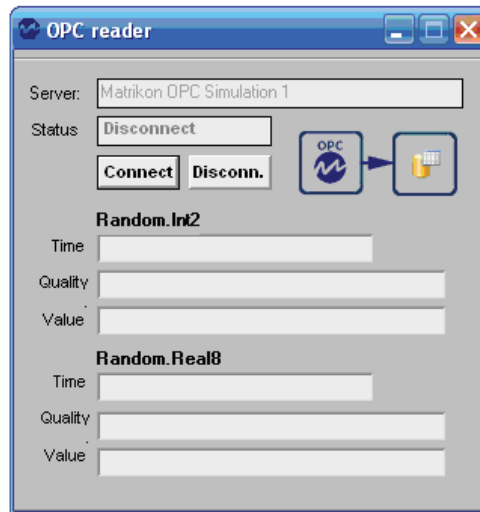 OPC reader
Server: Matrikon OPC Simulation 1
Status Disconnect
OPC
Connect Disconn.
Random.Int2
Time
Quality
Value
Random.Real8
Time
Quality
Value